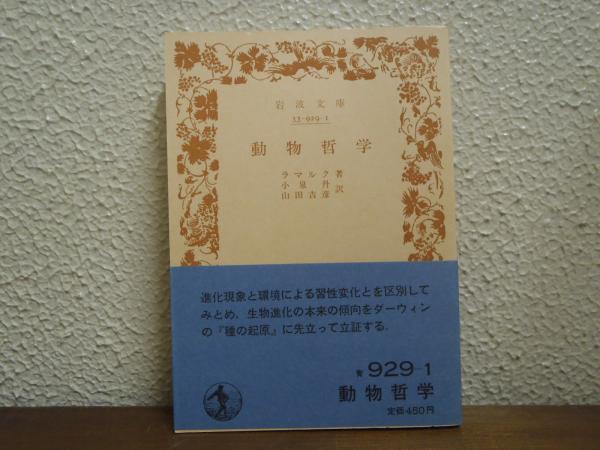 岩波文庫
33-929-1
動物哲学
ラマルク著
小泉丹
山田吉彦訳
進化現象と環境による習性変化とを区別して
みとめ、生物進化の本来の傾向をダーウィン
の『種の起原』に先立って立証する.
青 929-1
動物哲学
定価450円